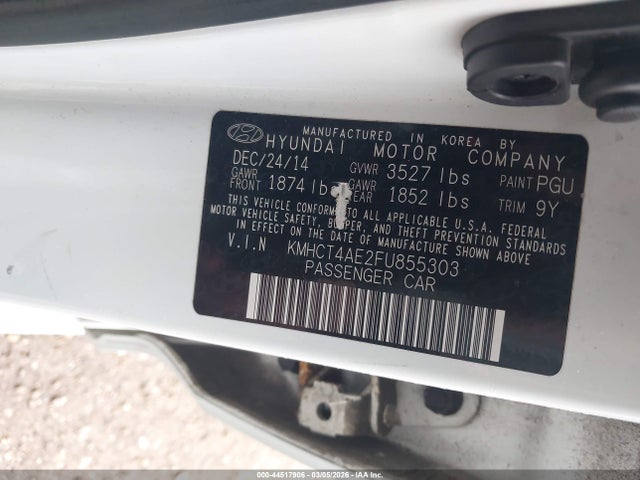 MANUFACTURED IN KOREA BY
HYUNDAI MOTOR COMPANY
DEC/24/14 GVWR 3527 lbs PAINT PGU
GAWR FRONT 1874 lb GAWR REAR 1852 lbs TRIM 9Y
THIS VEHICLE CONFORMS TO ALL APPLICABLE U.S.A. FEDERAL
MOTOR VEHICLE SAFETY, BUMPER, AND THEFT PREVENTION STANDARDS
IN EFFECT ON THE DATE OF MANUFACTURE SHOWN ABOVE.
V.I.N KMHCT4AE2FU855303
PASSENGER CAR
000-44517906 - 03/05/2026 - COPYRIGHT IAA, INC.